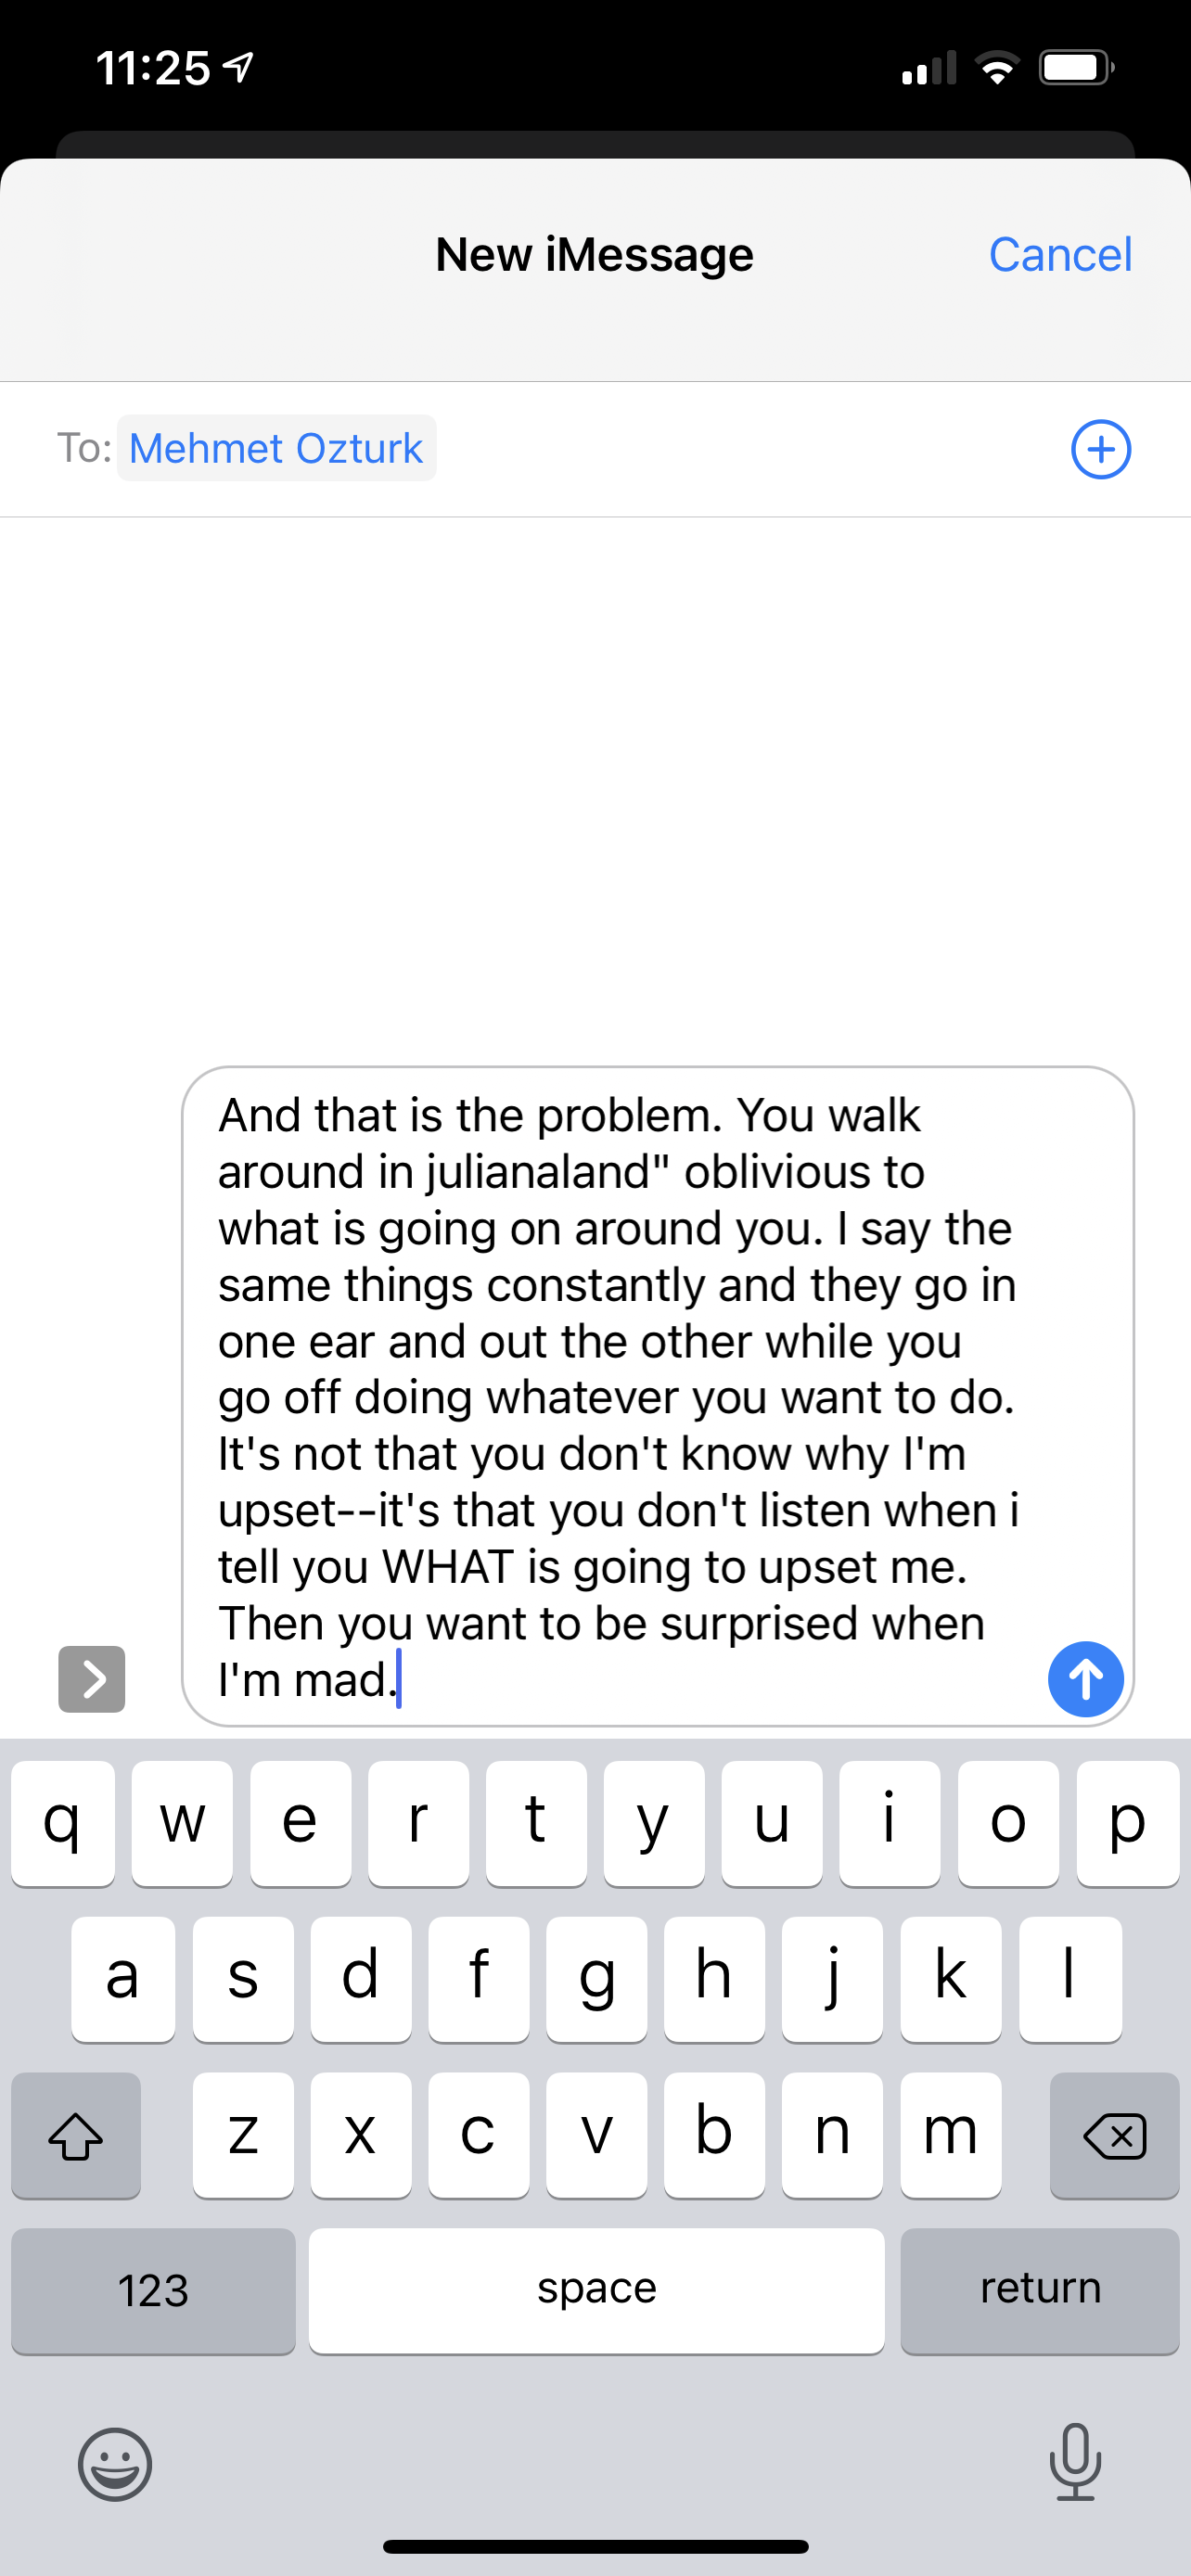 11:25
New iMessage
Cancel
To: Mehmet Ozturk
And that is the problem. You walk
around in julianaland" oblivious to
what is going on around you. I say the
same things constantly and they go in
one ear and out the other while you
go off doing whatever you want to do.
It's not that you don't know why I'm
upset--it's that you don't listen when i
tell you WHAT is going to upset me.
Then you want to be surprised when
I'm mad.
q w e r t y u i o p
a s d f g h j k l
z x c v b n m
123 space return